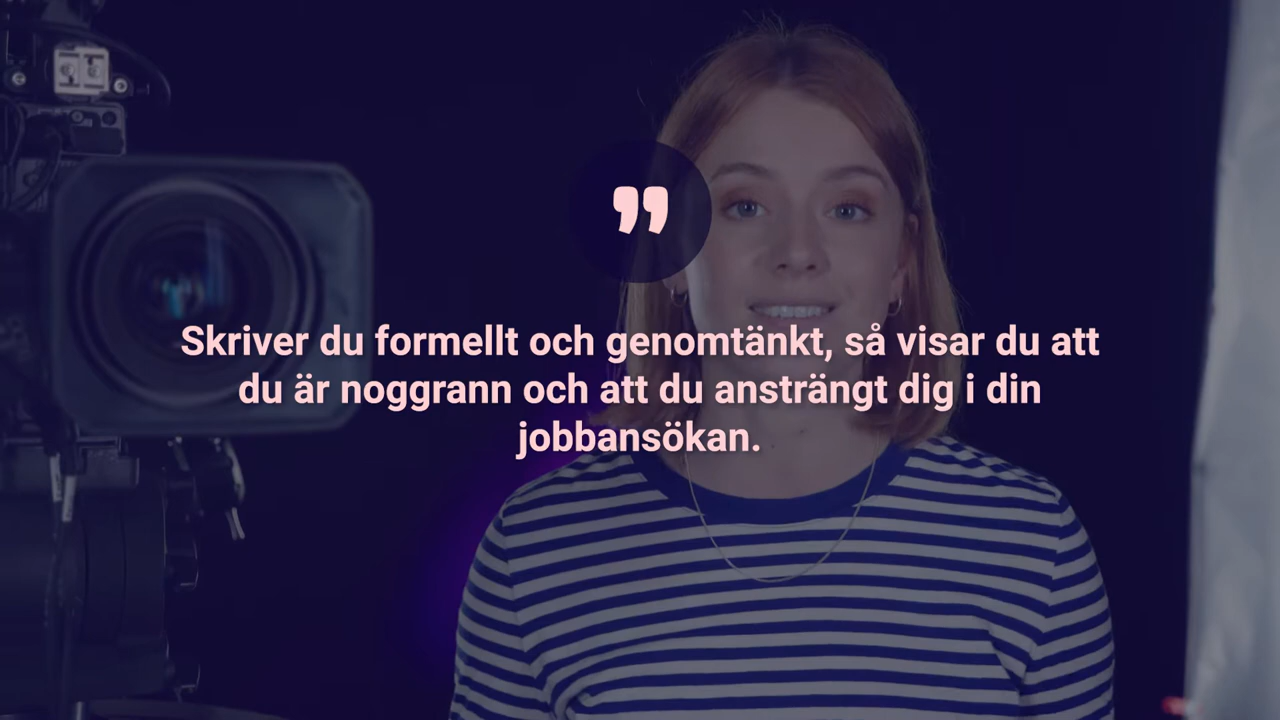 Skriver du formellt och genomtänkt, så visar du att
du är noggrann och att du ansträngt dig i din
jobbansökan.